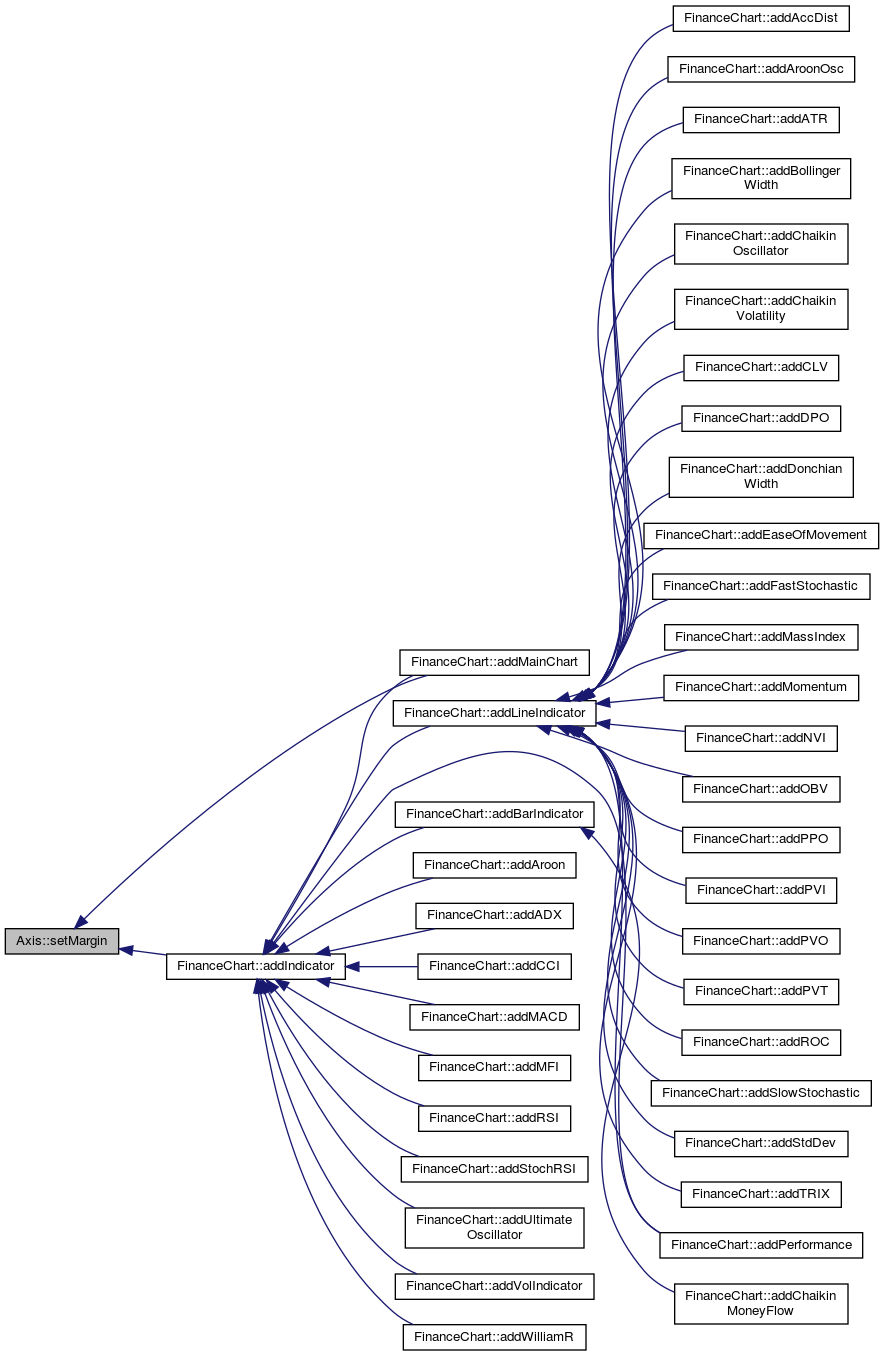 FinanceChart::addAccDist
FinanceChart::addAroonOsc
FinanceChart::addATR
FinanceChart::addBollinger
Width
FinanceChart::addChaikin
Oscillator
FinanceChart::addChaikin
Volatility
FinanceChart::addCLV
FinanceChart::addDPO
FinanceChart::addDonchian
Width
FinanceChart::addEaseOfMovement
FinanceChart::addFastStochastic
FinanceChart::addMassIndex
FinanceChart::addMainChart
FinanceChart::addMomentum
FinanceChart::addLineIndicator
FinanceChart::addNVI
FinanceChart::addOBV
FinanceChart::addBarIndicator
FinanceChart::addPPO
FinanceChart::addAroon
FinanceChart::addPVI
FinanceChart::addADX
Axis::setMargin
FinanceChart::addPVO
FinanceChart::addIndicator
FinanceChart::addCCI
FinanceChart::addPVT
FinanceChart::addMACD
FinanceChart::addROC
FinanceChart::addMFI
FinanceChart::addSlowStochastic
FinanceChart::addRSI
FinanceChart::addStdDev
FinanceChart::addStochRSI
FinanceChart::addTRIX
FinanceChart::addUltimate
Oscillator
FinanceChart::addPerformance
FinanceChart::addVolIndicator
FinanceChart::addChaikin
MoneyFlow
FinanceChart::addWilliamR